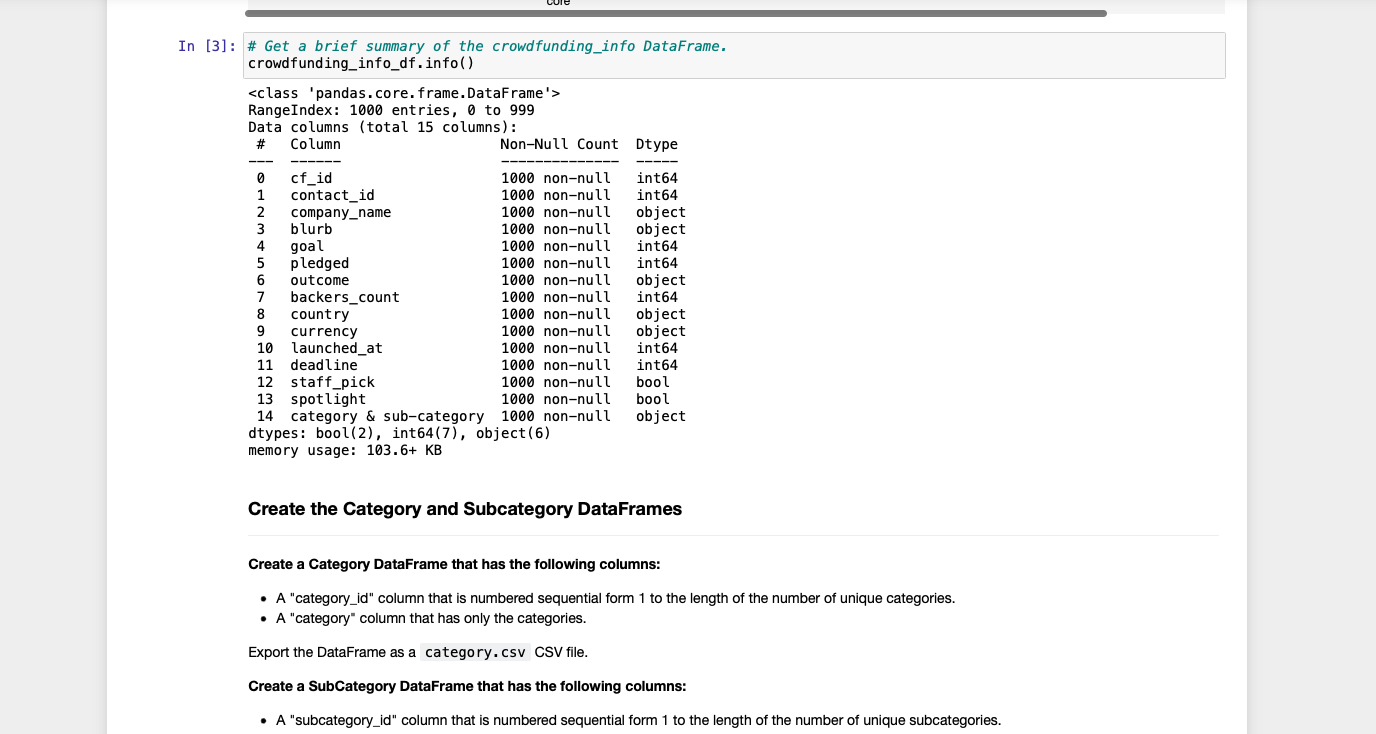 core
In [3]: # Get a brief summary of the crowdfunding_info DataFrame.
crowdfunding_info_df.info()
<class 'pandas.core.frame.DataFrame'>
RangeIndex: 1000 entries, 0 to 999
Data columns (total 15 columns):
 #   Column                   Non-Null Count  Dtype
---  ------                   --------------  -----
 0   cf_id                    1000 non-null   int64
 1   contact_id               1000 non-null   int64
 2   company_name             1000 non-null   object
 3   blurb                    1000 non-null   object
 4   goal                     1000 non-null   int64
 5   pledged                  1000 non-null   int64
 6   outcome                  1000 non-null   object
 7   backers_count            1000 non-null   int64
 8   country                  1000 non-null   object
 9   currency                 1000 non-null   object
 10  launched_at              1000 non-null   int64
 11  deadline                 1000 non-null   int64
 12  staff_pick               1000 non-null   bool
 13  spotlight                1000 non-null   bool
 14  category & sub-category  1000 non-null   object
dtypes: bool(2), int64(7), object(6)
memory usage: 103.6+ KB
Create the Category and Subcategory DataFrames
Create a Category DataFrame that has the following columns:
• A "category_id" column that is numbered sequential form 1 to the length of the number of unique categories.
• A "category" column that has only the categories.
Export the DataFrame as a category.csv CSV file.
Create a SubCategory DataFrame that has the following columns:
• A "subcategory_id" column that is numbered sequential form 1 to the length of the number of unique subcategories.